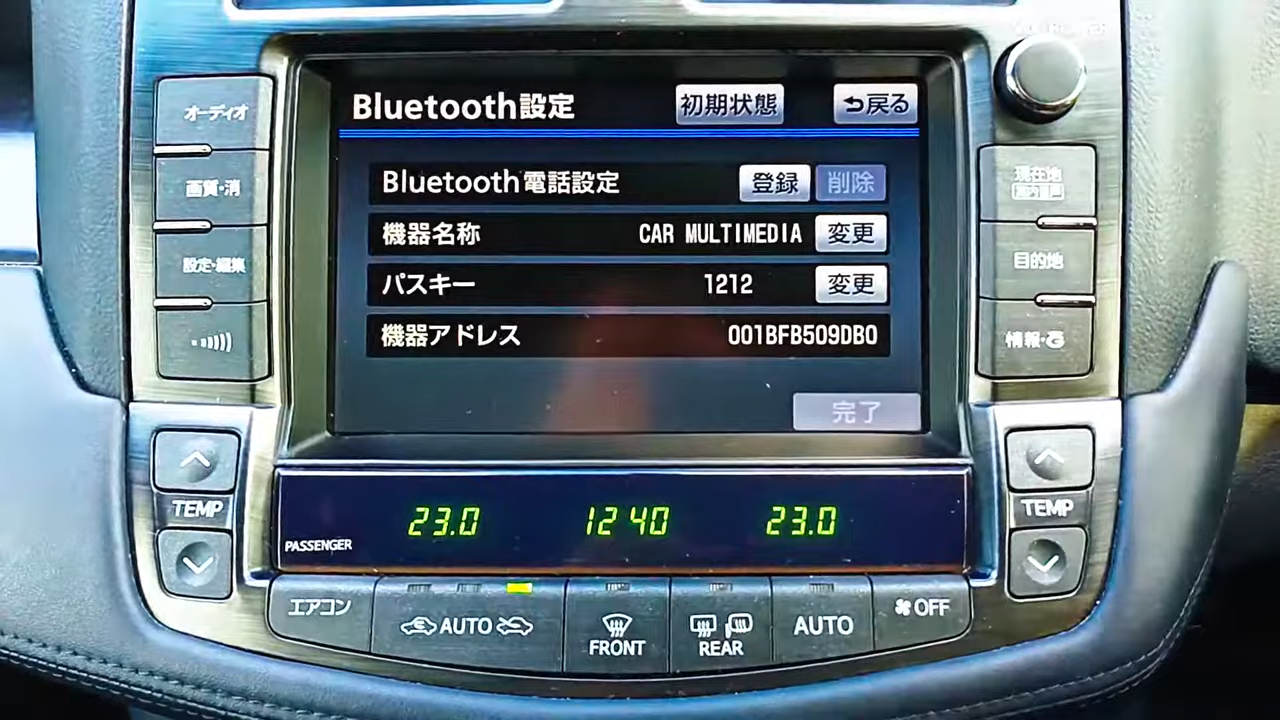 オーディオ
画質・消
設定・編集
現在地
目的地
情報・G
Bluetooth設定 初期状態 戻る
Bluetooth電話設定 登録 削除
機器名称 CAR MULTIMEDIA 変更
パスキー 1212 変更
機器アドレス 001BFB509DB0
完了
TEMP
TEMP
23.0 12 40 23.0
PASSENGER
エアコン
AUTO
FRONT
REAR
AUTO
OFF